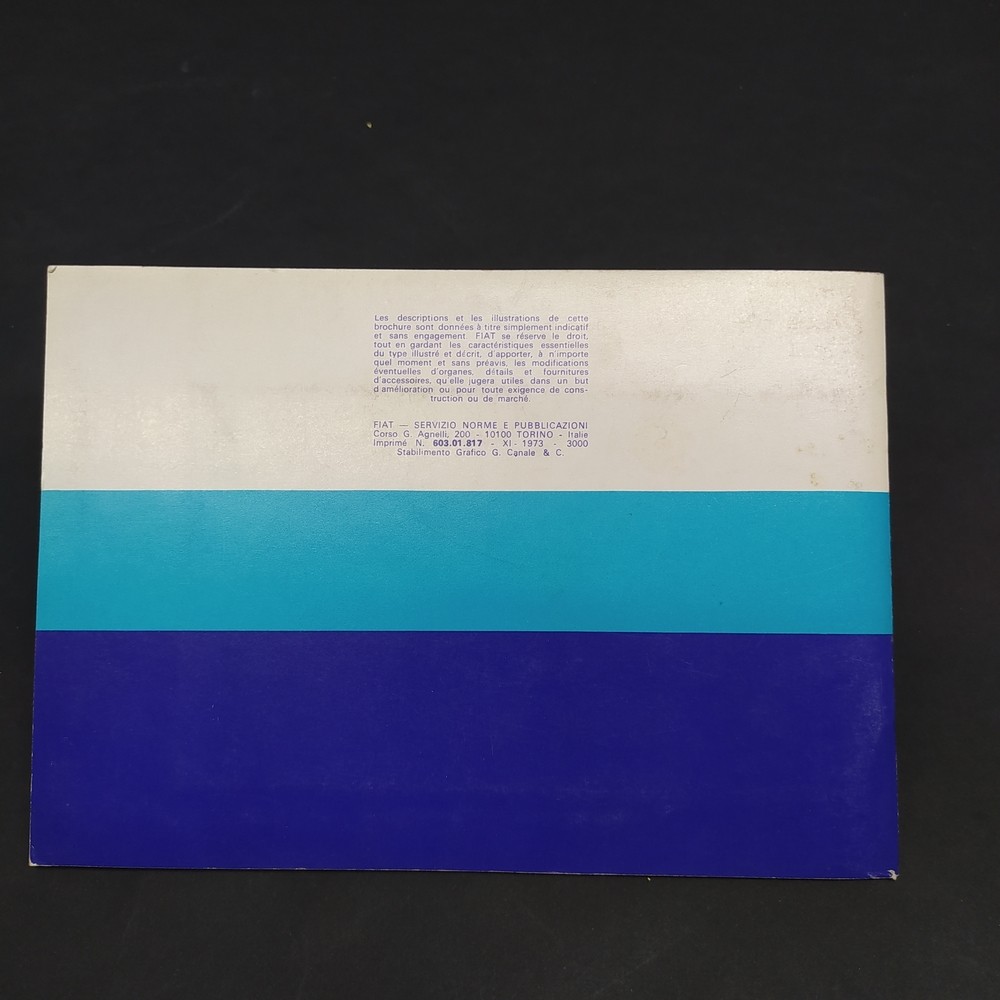 Les descriptions et les illustrations de cette
brochure sont données à titre simplement indicatif
et sans engagement. FIAT se réserve le droit,
tout en gardant les caractéristiques essentielles
du type illustré et décrit, d'apporter, à n'importe
quel moment et sans préavis, les modifications
éventuelles d'organes, détails et fournitures
d'accessoires, qu'elle jugera utiles dans un but
d'amélioration ou pour toute exigence de cons-
truction ou de marché.
FIAT — SERVIZIO NORME E PUBBLICAZIONI
Corso G. Agnelli, 200 - 10100 TORINO - Italie
Imprimé N. 603.01.817 - XI - 1973 - 3000
Stabilimento Grafico G. Canale & C.